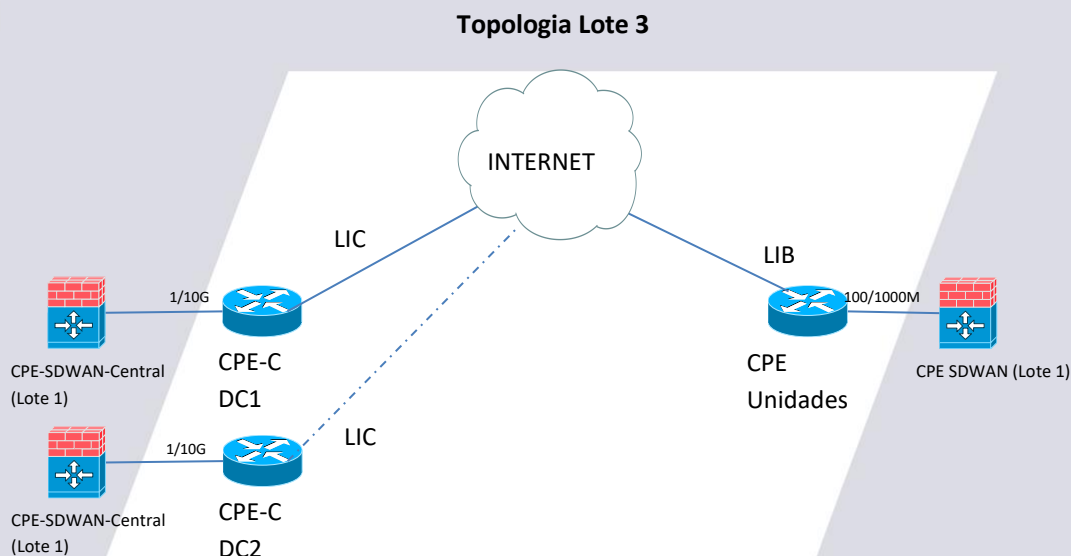 Topologia Lote 3
INTERNET
LIC
LIB
1/10G
100/1000M
CPE-SDWAN-Central
(Lote 1)
CPE-C
DC1
CPE
Unidades
CPE SDWAN (Lote 1)
LIC
1/10G
CPE-SDWAN-Central
(Lote 1)
CPE-C
DC2